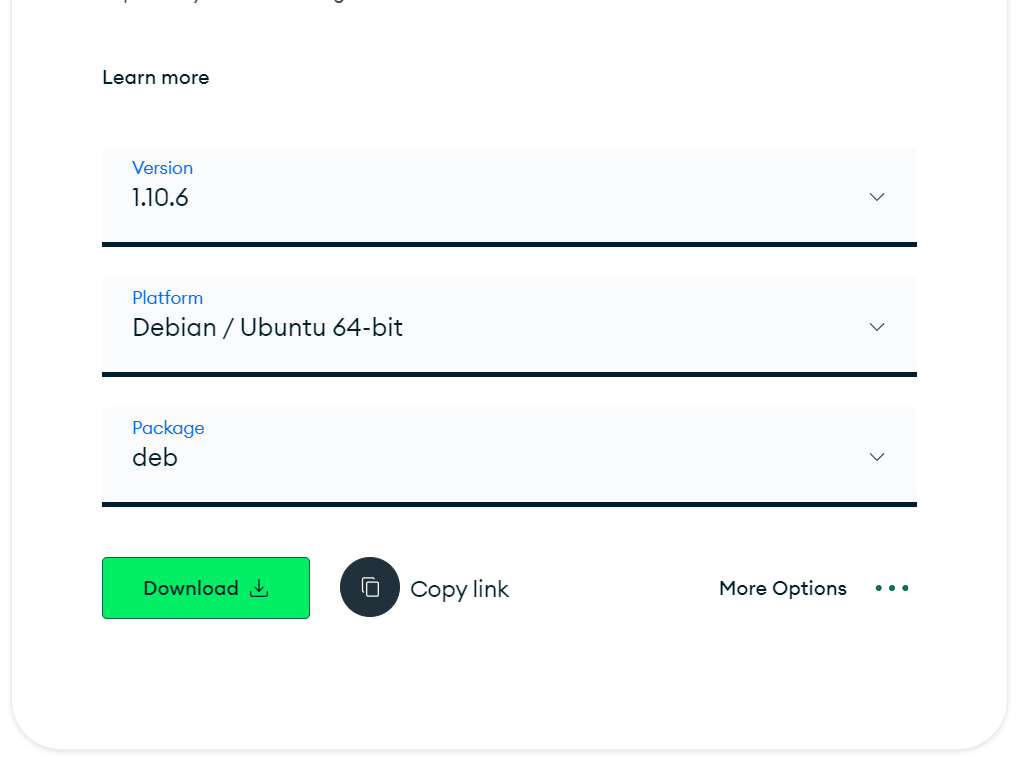 Learn more
Version
1.10.6
Platform
Debian / Ubuntu 64-bit
Package
deb
Download
Copy link
More Options